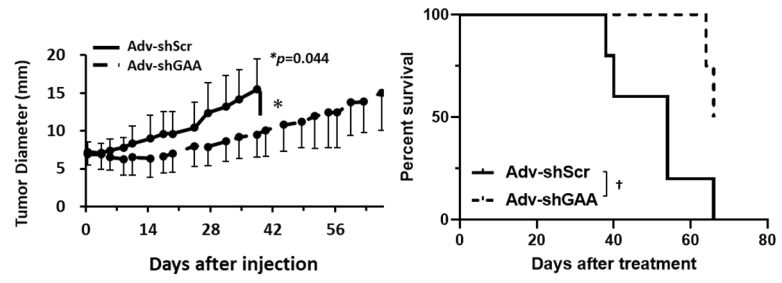 Adv-shScr
Adv-shGAA
*p=0.044
*
Tumor Diameter (mm)
20
15
10
5
0
0 14 28 42 56
Days after injection
Percent survival
100
50
0
Adv-shScr
Adv-shGAA
†
0 20 40 60 80
Days after treatment